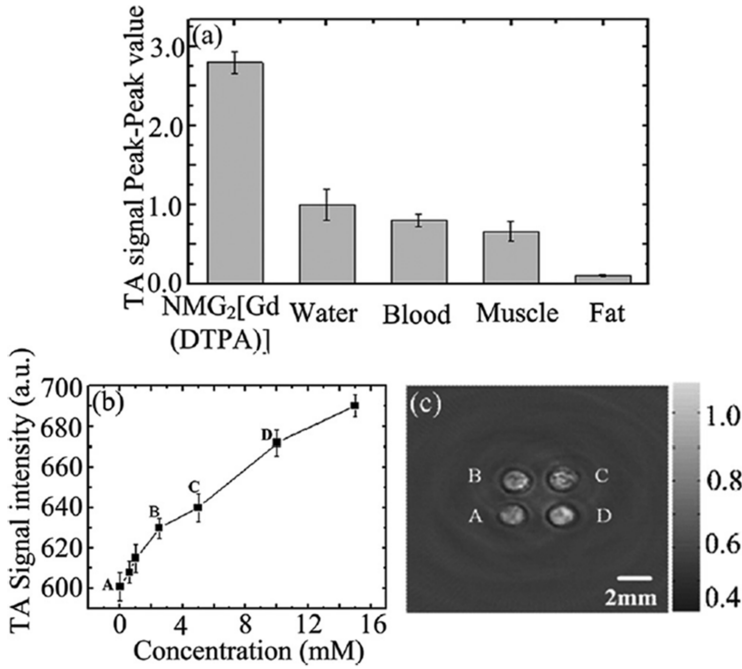 (a)
TA signal Peak-Peak value
3.0
2.0
1.0
0.0
NMG₂[Gd
(DTPA)]
Water
Blood
Muscle
Fat
(b)
TA Signal intensity (a.u.)
700
680
660
640
620
600
A
B
C
D
0 4 8 12 16
Concentration (mM)
(c)
B C
A D
2mm
1.0
0.8
0.6
0.4